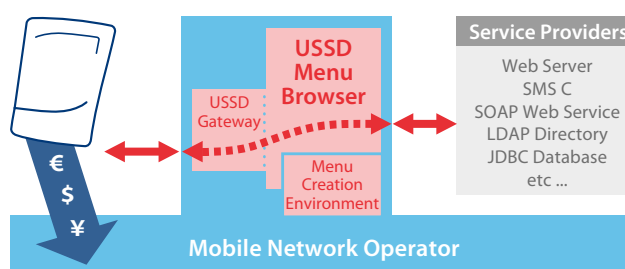 USSD
Menu
Browser
USSD
Gateway
Menu
Creation
Environment
Service Providers
Web Server
SMS C
SOAP Web Service
LDAP Directory
JDBC Database
etc ...
€
$
¥
Mobile Network Operator